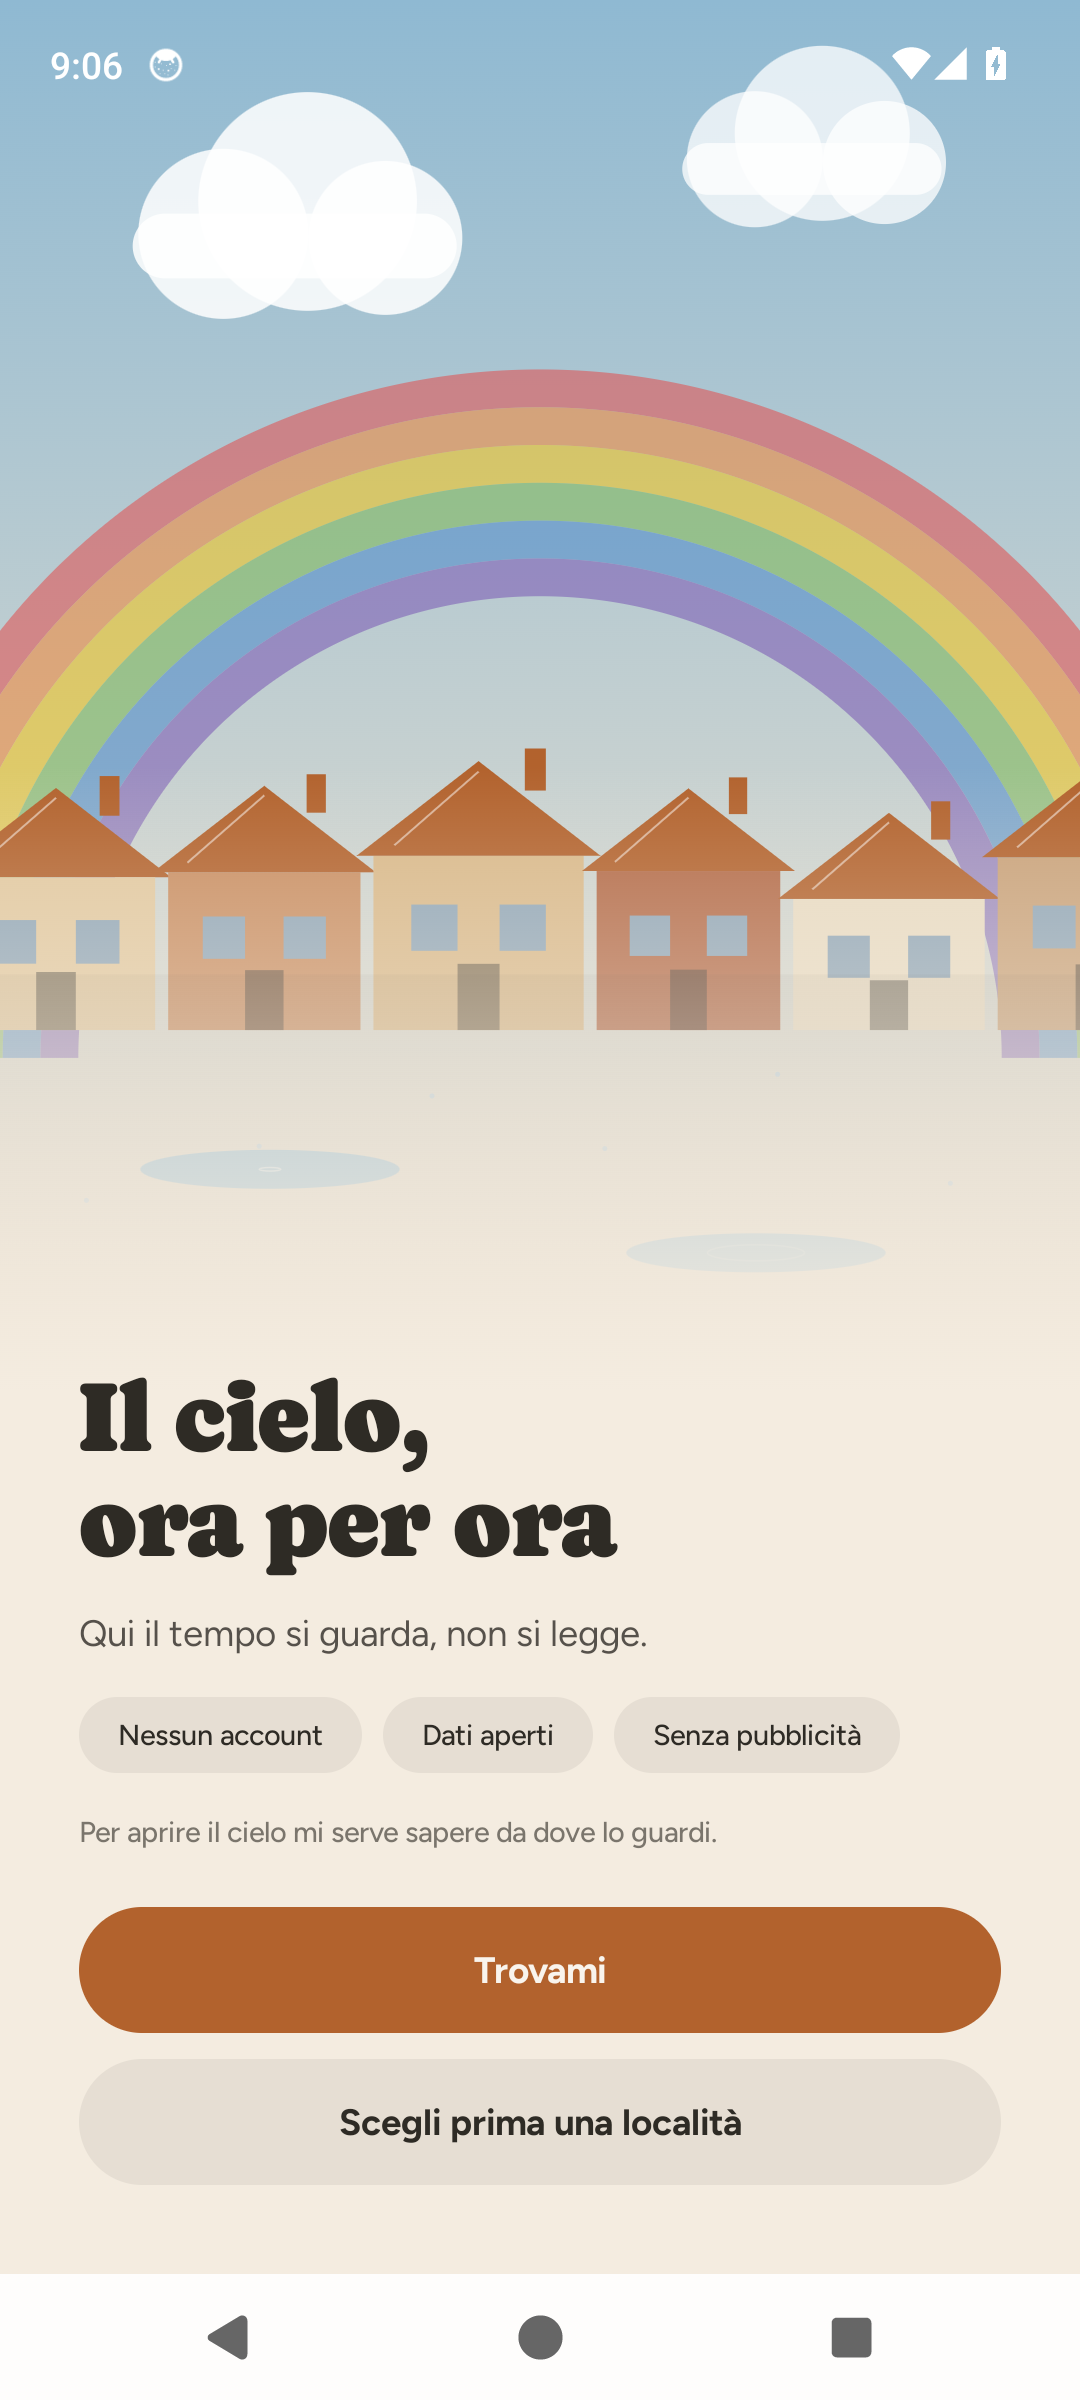 9:06
Il cielo,
ora per ora
Qui il tempo si guarda, non si legge.
Nessun account
Dati aperti
Senza pubblicità
Per aprire il cielo mi serve sapere da dove lo guardi.
Trovami
Scegli prima una località